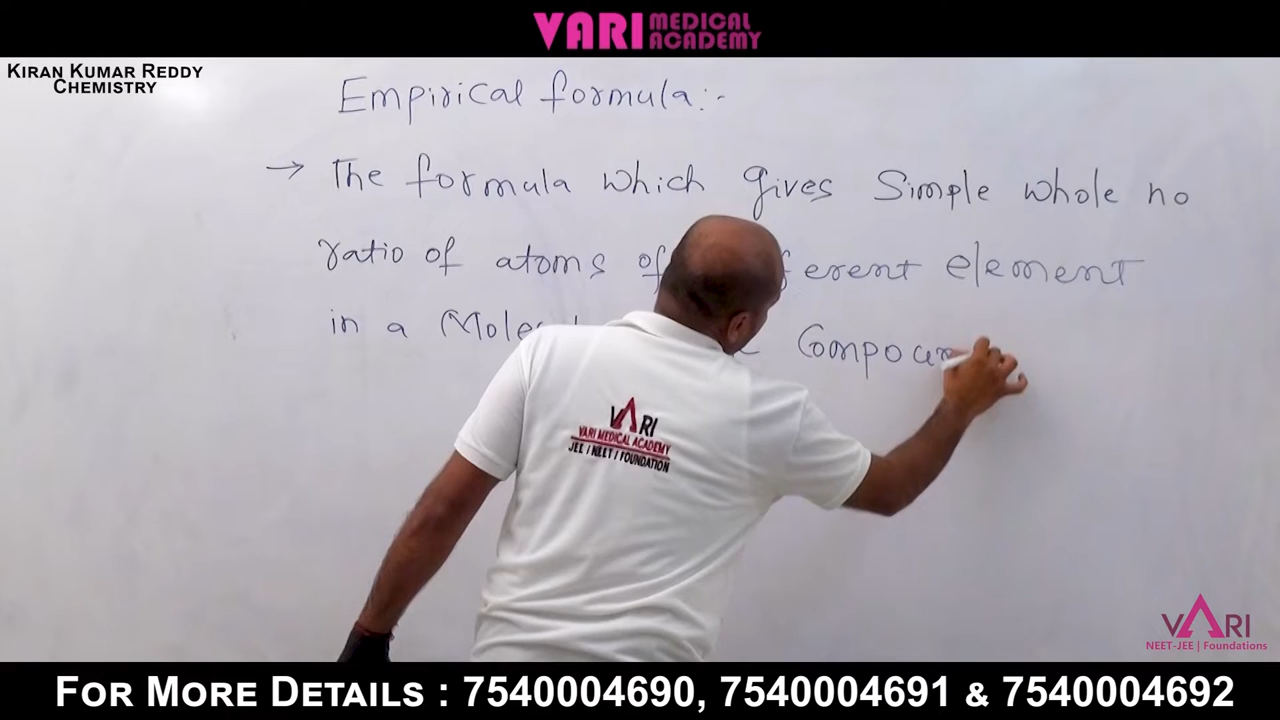 VARI MEDICAL ACADEMY
KIRAN KUMAR REDDY
CHEMISTRY
Empirical formula:-
→ The formula which gives Simple whole no
ratio of atoms of element
in a Compoun
VARI
VARI MEDICAL ACADEMY
JEE / NEET / FOUNDATION
VARI
NEET-JEE | Foundations
FOR MORE DETAILS : 7540004690, 7540004691 & 7540004692